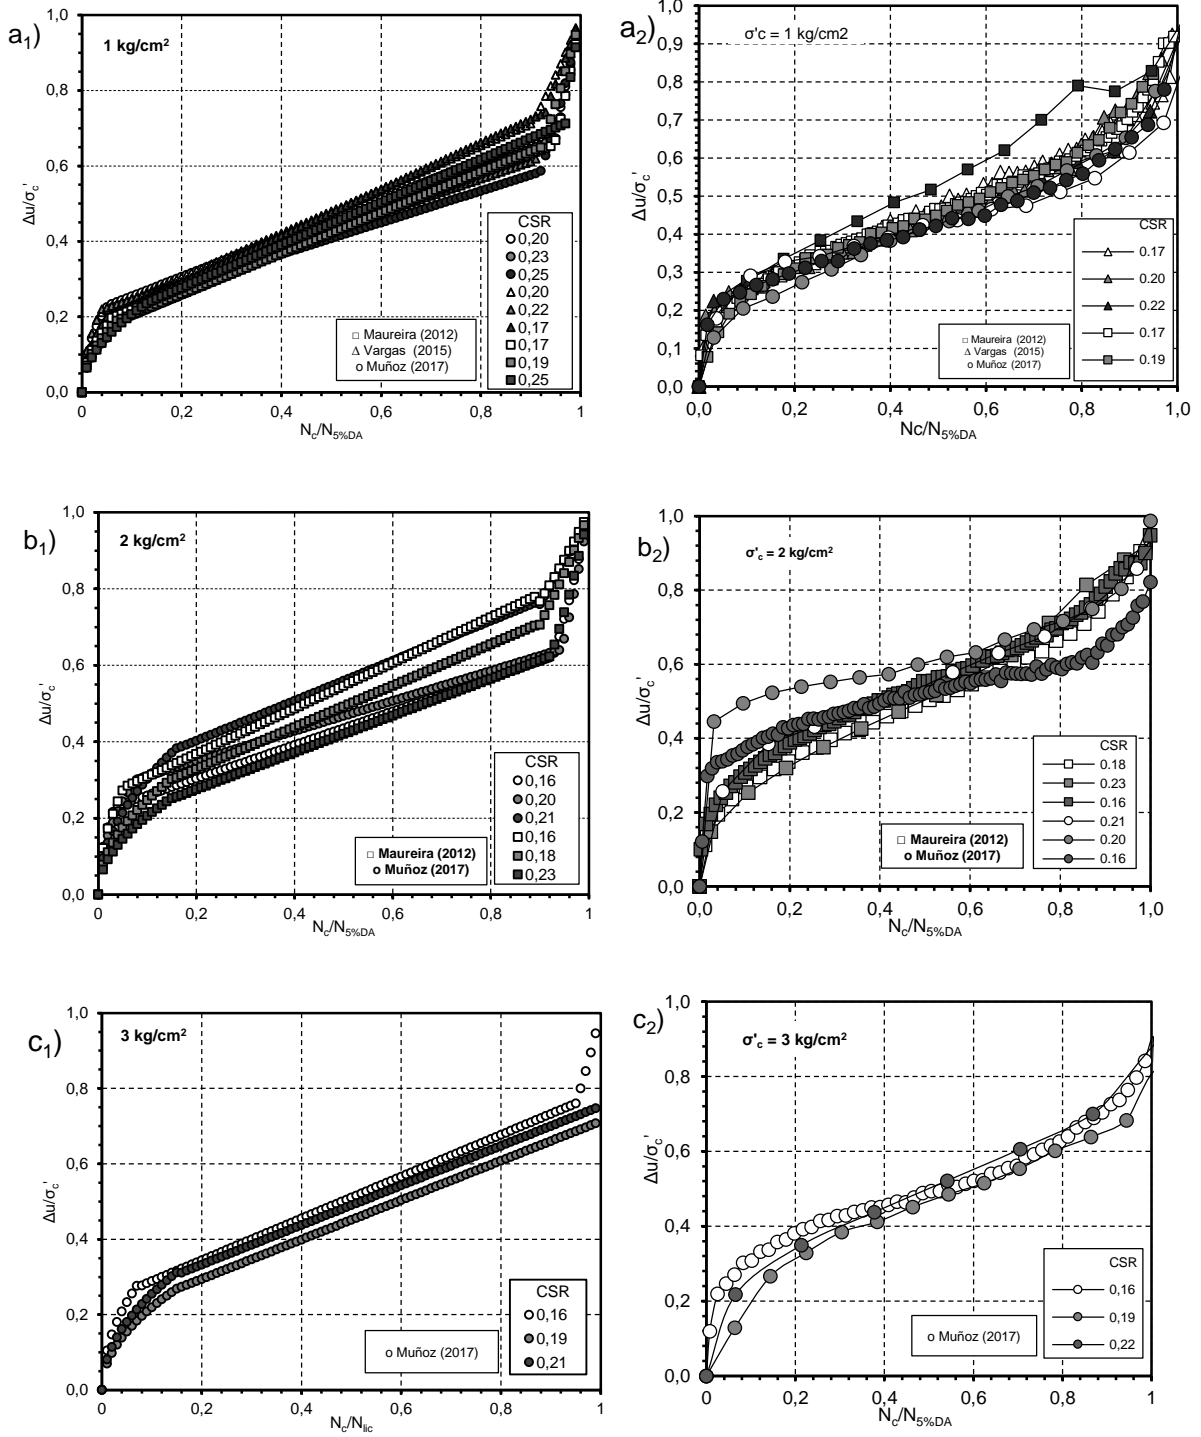 a₁)
1 kg/cm²
1,0
0,8
0,6
0,4
0,2
0,0
Δu/σc'
0
0,2
0,4
0,6
0,8
1
Nc/N5%DA
CSR
0,20
0,23
0,25
0,20
0,22
0,17
0,17
0,19
0,25
□ Maureira (2012)
Δ Vargas (2015)
o Muñoz (2017)
a₂)
σ'c = 1 kg/cm2
1,0
0,9
0,8
0,7
0,6
0,5
0,4
0,3
0,2
0,1
0,0
Δu/σc'
0,0
0,2
0,4
0,6
0,8
1,0
Nc/N5%DA
CSR
0.17
0.20
0.22
0.17
0.19
□ Maureira (2012)
Δ Vargas (2015)
o Muñoz (2017)
b₁)
2 kg/cm²
1,0
0,8
0,6
0,4
0,2
0,0
Δu/σc'
0
0,2
0,4
0,6
0,8
1
Nc/N5%DA
CSR
0,16
0,20
0,21
0,16
0,18
0,23
□ Maureira (2012)
o Muñoz (2017)
b₂)
σ'c = 2 kg/cm²
1,0
0,8
0,6
0,4
0,2
0,0
Δu/σc'
0,0
0,2
0,4
0,6
0,8
1,0
Nc/N5%DA
CSR
0.18
0.23
0.16
0.21
0.20
0.16
□ Maureira (2012)
o Muñoz (2017)
c₁)
3 kg/cm²
1,0
0,8
0,6
0,4
0,2
0,0
Δu/σc'
0
0,2
0,4
0,6
0,8
1
Nc/Nlic
CSR
0,16
0,19
0,21
o Muñoz (2017)
c₂)
σ'c = 3 kg/cm²
1,0
0,8
0,6
0,4
0,2
0,0
Δu/σc'
0
0,2
0,4
0,6
0,8
1
Nc/N5%DA
CSR
0,16
0,19
0,22
o Muñoz (2017)